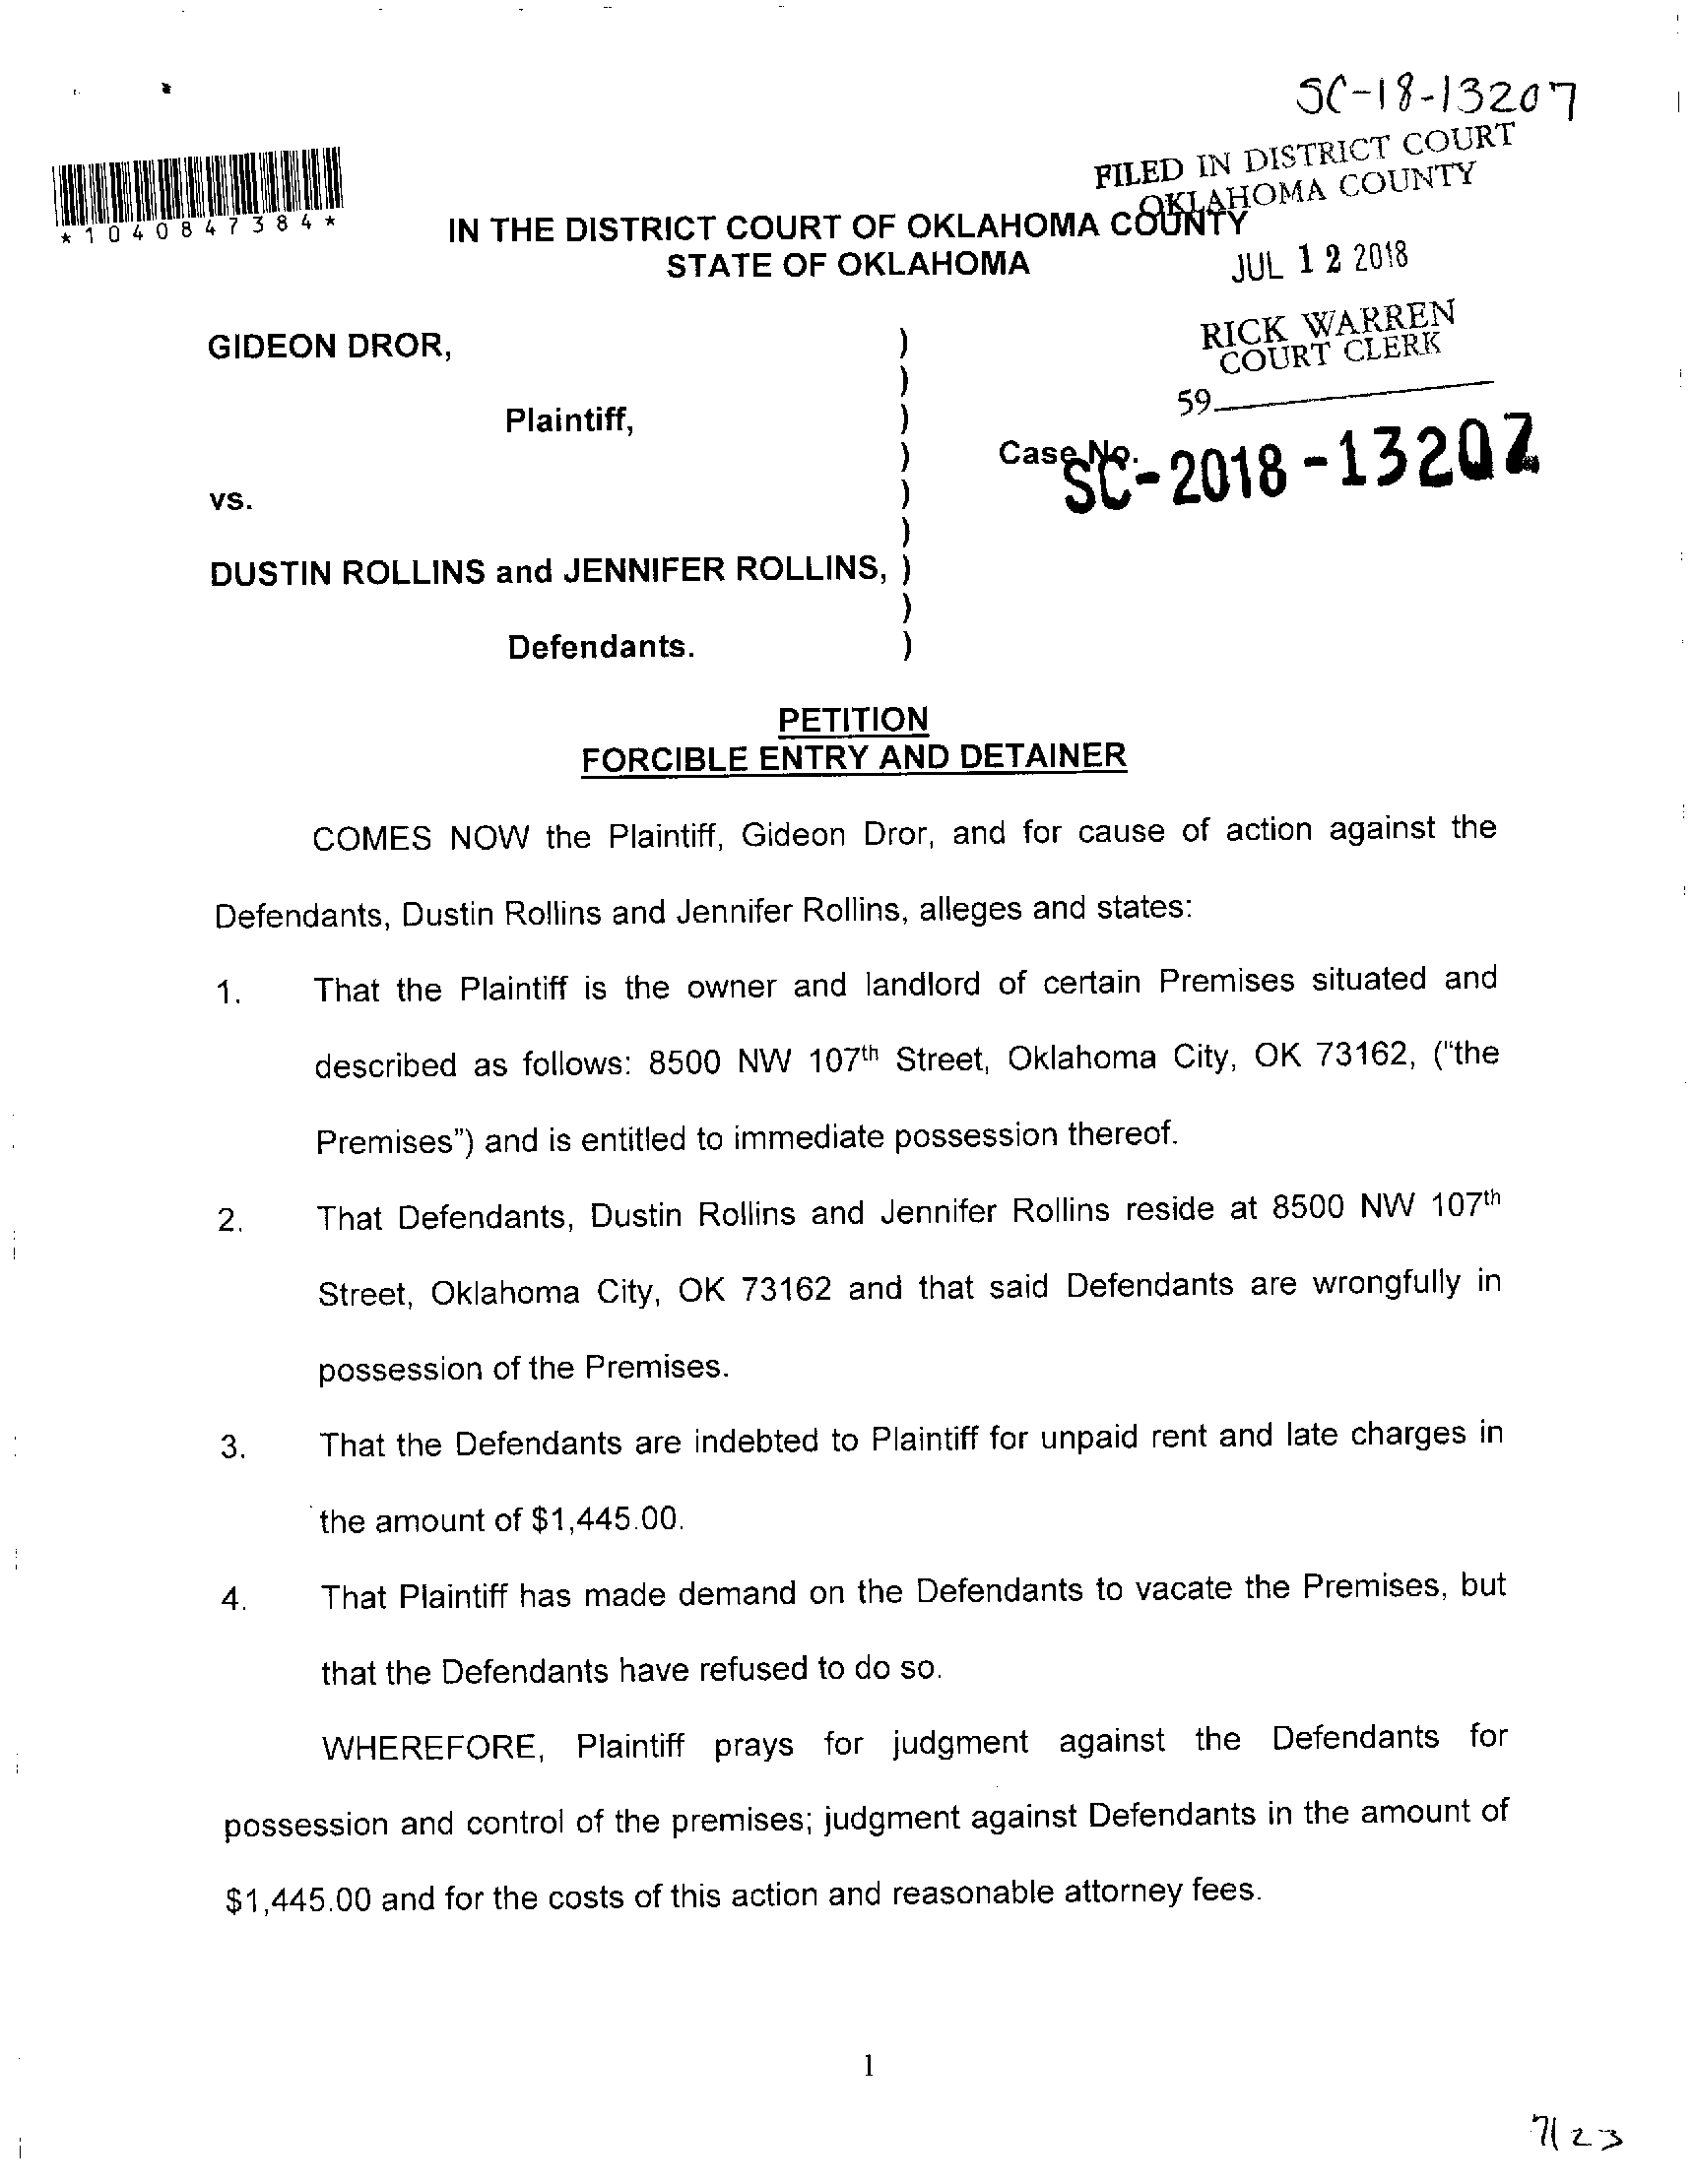 SC-18-13207
FILED IN DISTRICT COURT
OKLAHOMA COUNTY
*1040847384*
IN THE DISTRICT COURT OF OKLAHOMA COUNTY
STATE OF OKLAHOMA
JUL 12 2018
RICK WARREN
COURT CLERK
59
GIDEON DROR, )
)
Plaintiff, )
) Case No. SC-2018-13207
vs. )
)
DUSTIN ROLLINS and JENNIFER ROLLINS, )
)
Defendants. )
PETITION
FORCIBLE ENTRY AND DETAINER
COMES NOW the Plaintiff, Gideon Dror, and for cause of action against the
Defendants, Dustin Rollins and Jennifer Rollins, alleges and states:
1. That the Plaintiff is the owner and landlord of certain Premises situated and
described as follows: 8500 NW 107th Street, Oklahoma City, OK 73162, ("the
Premises") and is entitled to immediate possession thereof.
2. That Defendants, Dustin Rollins and Jennifer Rollins reside at 8500 NW 107th
Street, Oklahoma City, OK 73162 and that said Defendants are wrongfully in
possession of the Premises.
3. That the Defendants are indebted to Plaintiff for unpaid rent and late charges in
the amount of $1,445.00.
4. That Plaintiff has made demand on the Defendants to vacate the Premises, but
that the Defendants have refused to do so.
WHEREFORE, Plaintiff prays for judgment against the Defendants for
possession and control of the premises; judgment against Defendants in the amount of
$1,445.00 and for the costs of this action and reasonable attorney fees.
1
7/23